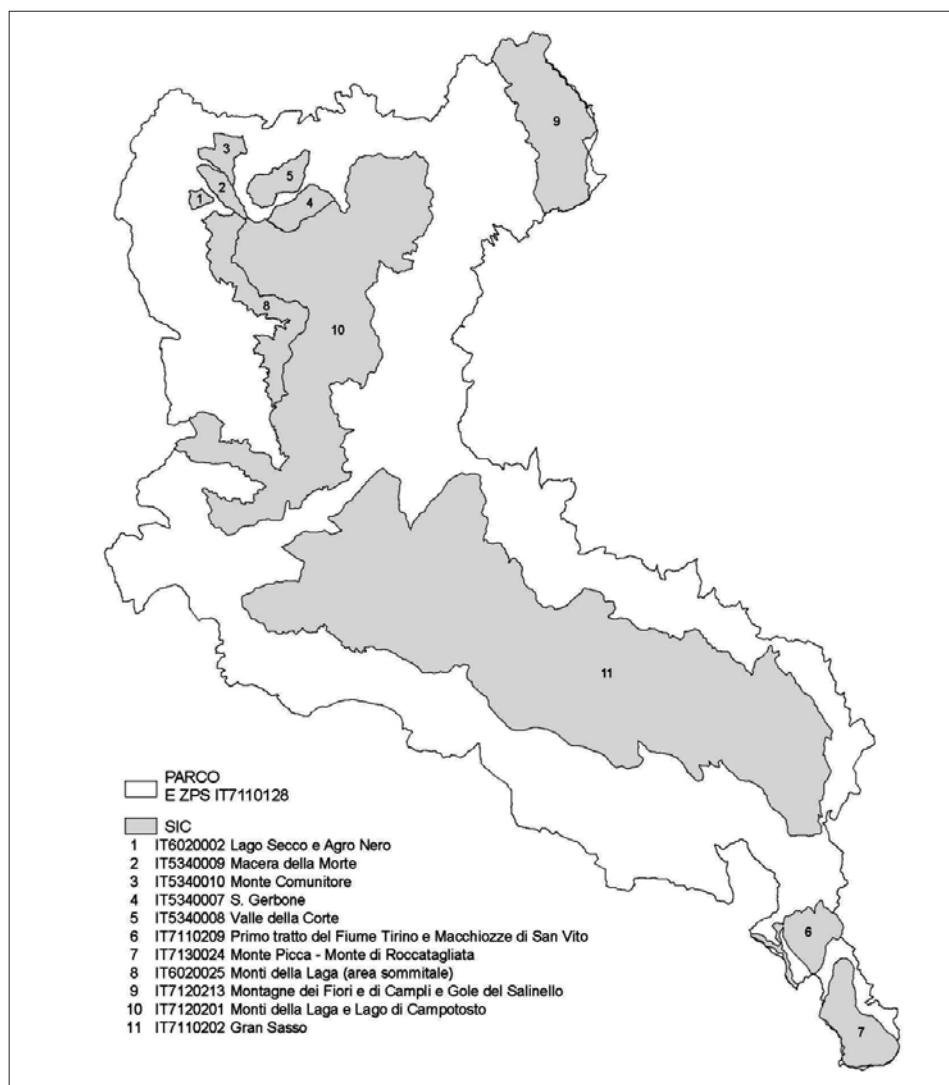 9
3
5
2
1
4
8
10
11
6
7
PARCO
E ZPS IT7110128
SIC
1 IT6020002 Lago Secco e Agro Nero
2 IT5340009 Macera della Morte
3 IT5340010 Monte Comunitore
4 IT5340007 S. Gerbone
5 IT5340008 Valle della Corte
6 IT7110209 Primo tratto del Fiume Tirino e Macchiozze di San Vito
7 IT7130024 Monte Picca - Monte di Roccatagliata
8 IT6020025 Monti della Laga (area sommitale)
9 IT7120213 Montagne dei Fiori e di Campli e Gole del Salinello
10 IT7120201 Monti della Laga e Lago di Campotosto
11 IT7110202 Gran Sasso